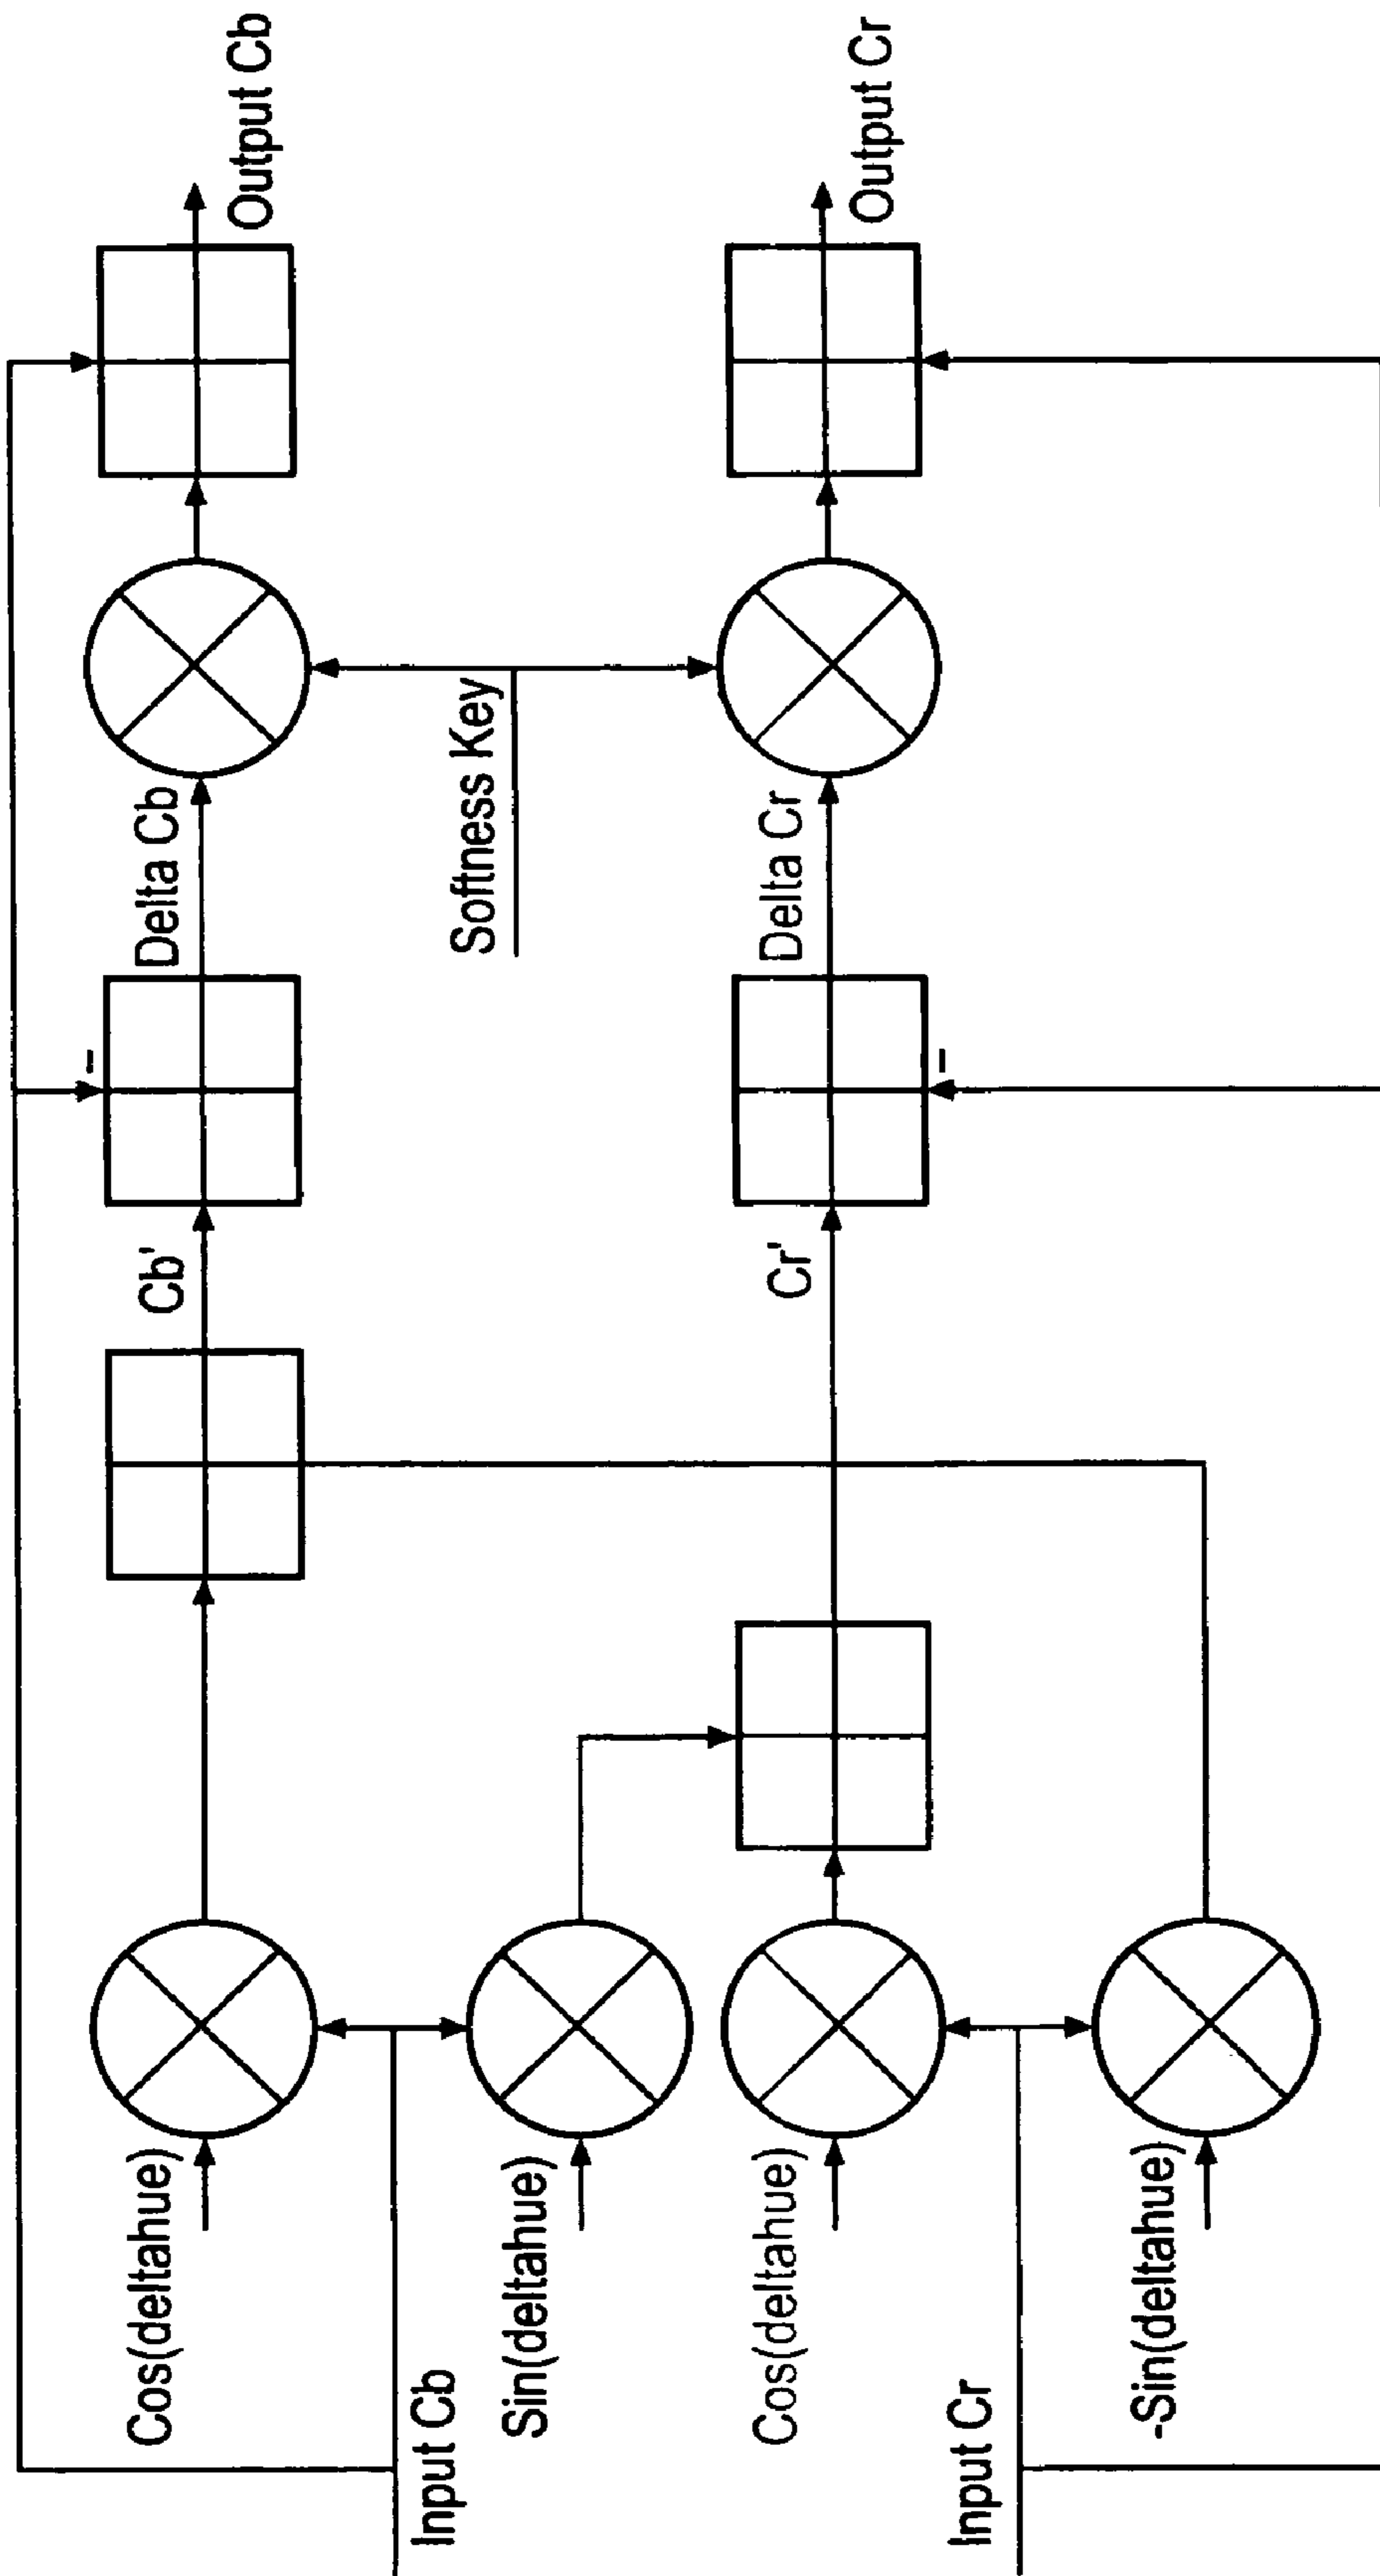 Cos(deltahue)
Input Cb
Sin(deltahue)
Cos(deltahue)
Input Cr
-Sin(deltahue)
Cb'
Cr'
-
Delta Cb
-
Delta Cr
Softness Key
Output Cb
Output Cr